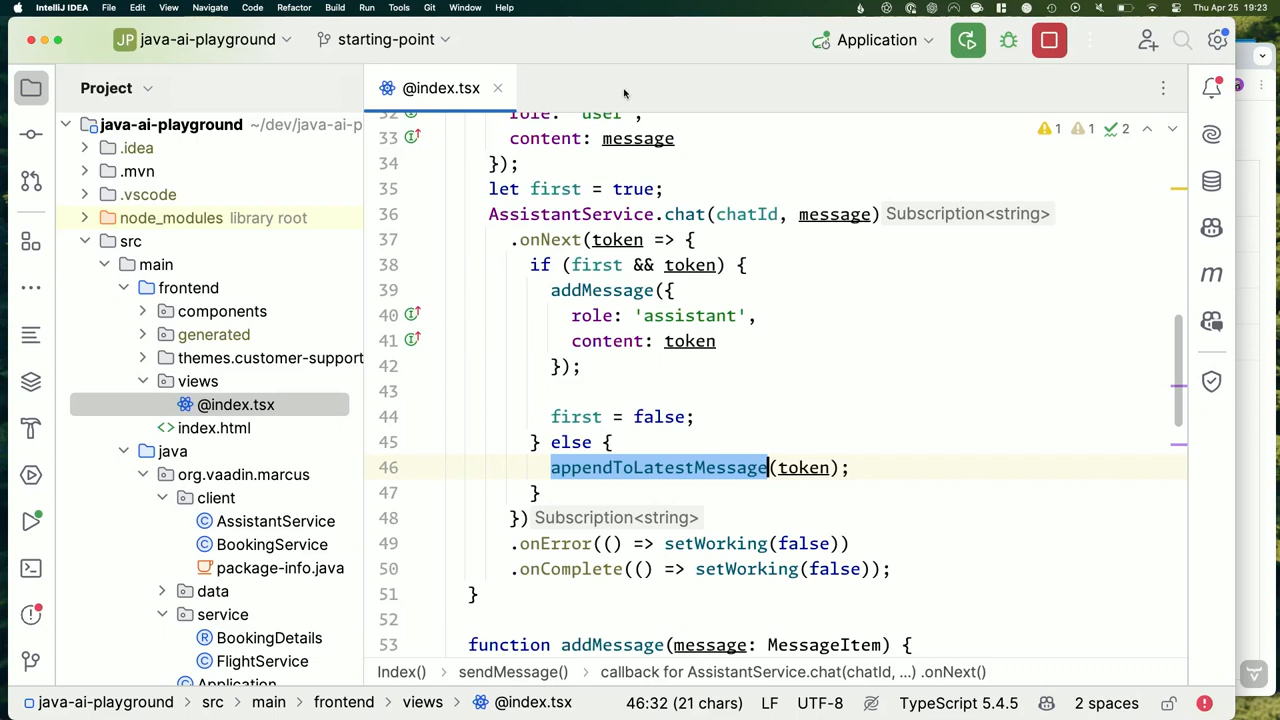 IntelliJ IDEA File Edit View Navigate Code Refactor Build Run Tools Git Window Help Thu Apr 25 19:23
JP java-ai-playground starting-point Application
Project @index.tsx
java-ai-playground ~/dev/java-ai-p
.idea
.mvn
.vscode
node_modules library root
src
main
frontend
components
generated
themes.customer-support
views
@index.tsx
index.html
java
org.vaadin.marcus
client
AssistantService
BookingService
package-info.java
data
service
BookingDetails
FlightService
Application
1 1 2
32 role: 'user',
33 content: message
34 });
35 let first = true;
36 AssistantService.chat(chatId, message) Subscription<string>
37 .onNext(token => {
38 if (first && token) {
39 addMessage({
40 role: 'assistant',
41 content: token
42 });
43
44 first = false;
45 } else {
46 appendToLatestMessage(token);
47 }
48 }) Subscription<string>
49 .onError(() => setWorking(false))
50 .onComplete(() => setWorking(false));
51 }
52
53 function addMessage(message: MessageItem) {
Index() sendMessage() callback for AssistantService.chat(chatId, ...) .onNext()
java-ai-playground src main frontend views @index.tsx 46:32 (21 chars) LF UTF-8 TypeScript 5.4.5 2 spaces